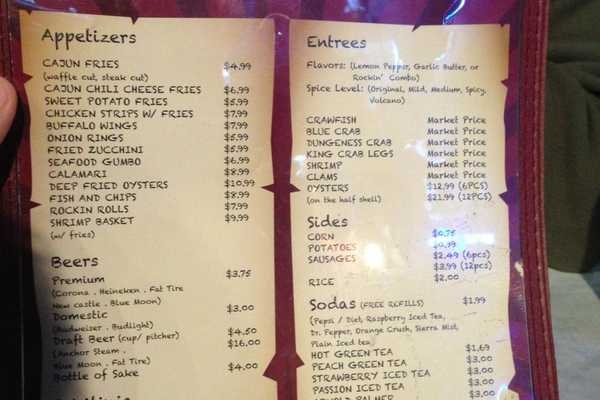 Appetizers
CAJUN FRIES $4.99
(waffle cut, steak cut)
CAJUN CHILI CHEESE FRIES $6.99
SWEET POTATO FRIES $5.99
CHICKEN STRIPS W/ FRIES $7.99
BUFFALO WINGS $7.99
ONION RINGS $5.99
FRIED ZUCCHINI $5.99
SEAFOOD GUMBO $6.99
CALAMARI $8.99
DEEP FRIED OYSTERS $10.99
FISH AND CHIPS $8.99
ROCKIN ROLLS $7.99
SHRIMP BASKET $9.99
(w/ fries)
Beers
Premium $3.75
(Corona . Heineken . Fat Tire
New castle . Blue Moon)
Domestic $3.00
(Budweiser . Budlight)
Draft Beer (cup/ pitcher) $4.50
(Anchor Steam . $16.00
Blue Moon . Fat Tire)
Bottle of Sake $4.00
Entrees
Flavors: (Lemon Pepper, Garlic Butter, or
Rockin' Combo)
Spice Level: (Original, Mild, Medium, Spicy,
Volcano)
CRAWFISH Market Price
BLUE CRAB Market Price
DUNGENESS CRAB Market Price
KING CRAB LEGS Market Price
SHRIMP Market Price
CLAMS Market Price
OYSTERS $12.99 (6PCS)
(on the half shell) $21.99 (12PCS)
Sides
CORN $0.75
POTATOES $0.99
SAUSAGES $2.49 (6pcs)
$3.99 (12pcs)
RICE $2.00
Sodas (FREE REFILLS) $1.99
(Pepsi / Diet, Raspberry Iced Tea,
Dr. Pepper, Orange Crush, Sierra Mist,
Plain Iced tea)
HOT GREEN TEA $1.69
PEACH GREEN TEA $3.00
STRAWBERRY ICED TEA $3.00
PASSION ICED TEA $3.00
ARNOLD PALMER $3.00